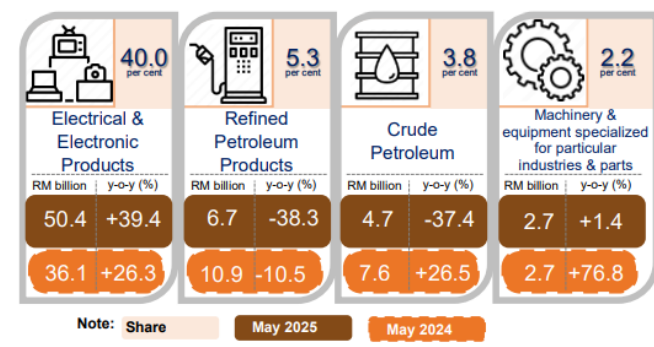 40.0
per cent
Electrical &
Electronic
Products
RM billion y-o-y (%)
50.4 +39.4
36.1 +26.3
5.3
per cent
Refined
Petroleum
Products
RM billion y-o-y (%)
6.7 -38.3
10.9 -10.5
3.8
per cent
Crude
Petroleum
RM billion y-o-y (%)
4.7 -37.4
7.6 +26.5
2.2
per cent
Machinery &
equipment specialized
for particular
industries & parts
RM billion y-o-y (%)
2.7 +1.4
2.7 +76.8
Note: Share May 2025 May 2024